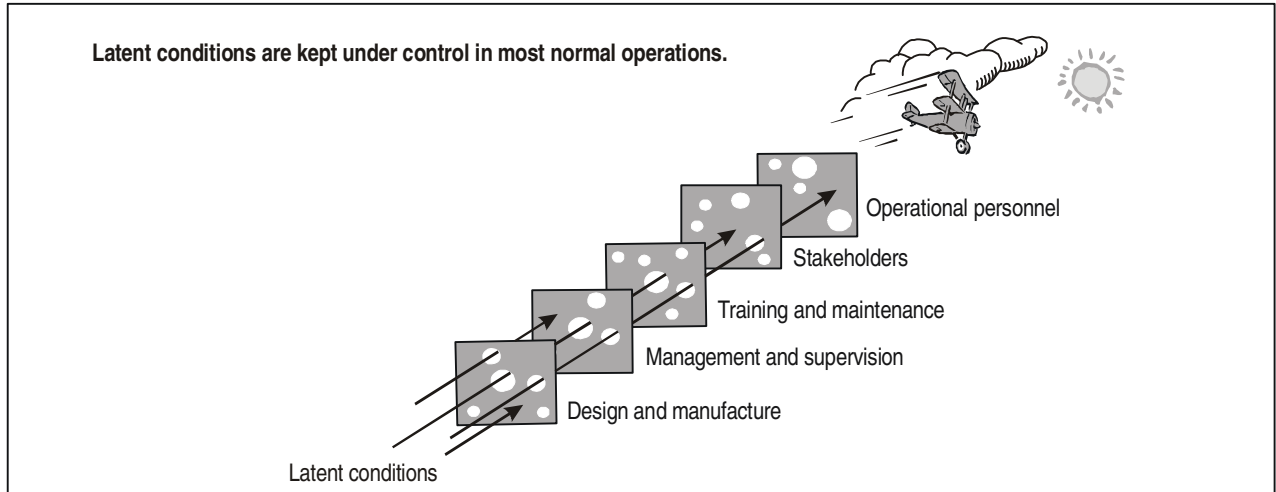 Latent conditions are kept under control in most normal operations.
Operational personnel
Stakeholders
Training and maintenance
Management and supervision
Design and manufacture
Latent conditions